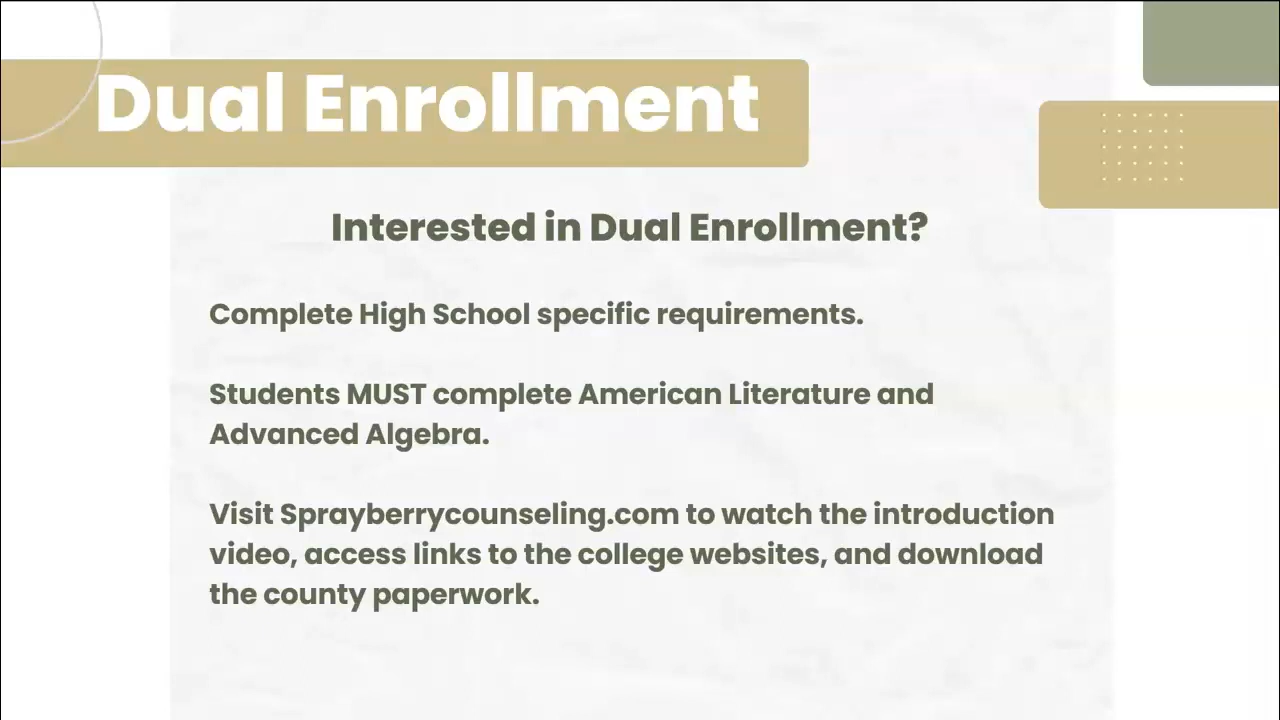 Dual Enrollment
Interested in Dual Enrollment?
Complete High School specific requirements.
Students MUST complete American Literature and
Advanced Algebra.
Visit Sprayberrycounseling.com to watch the introduction
video, access links to the college websites, and download
the county paperwork.